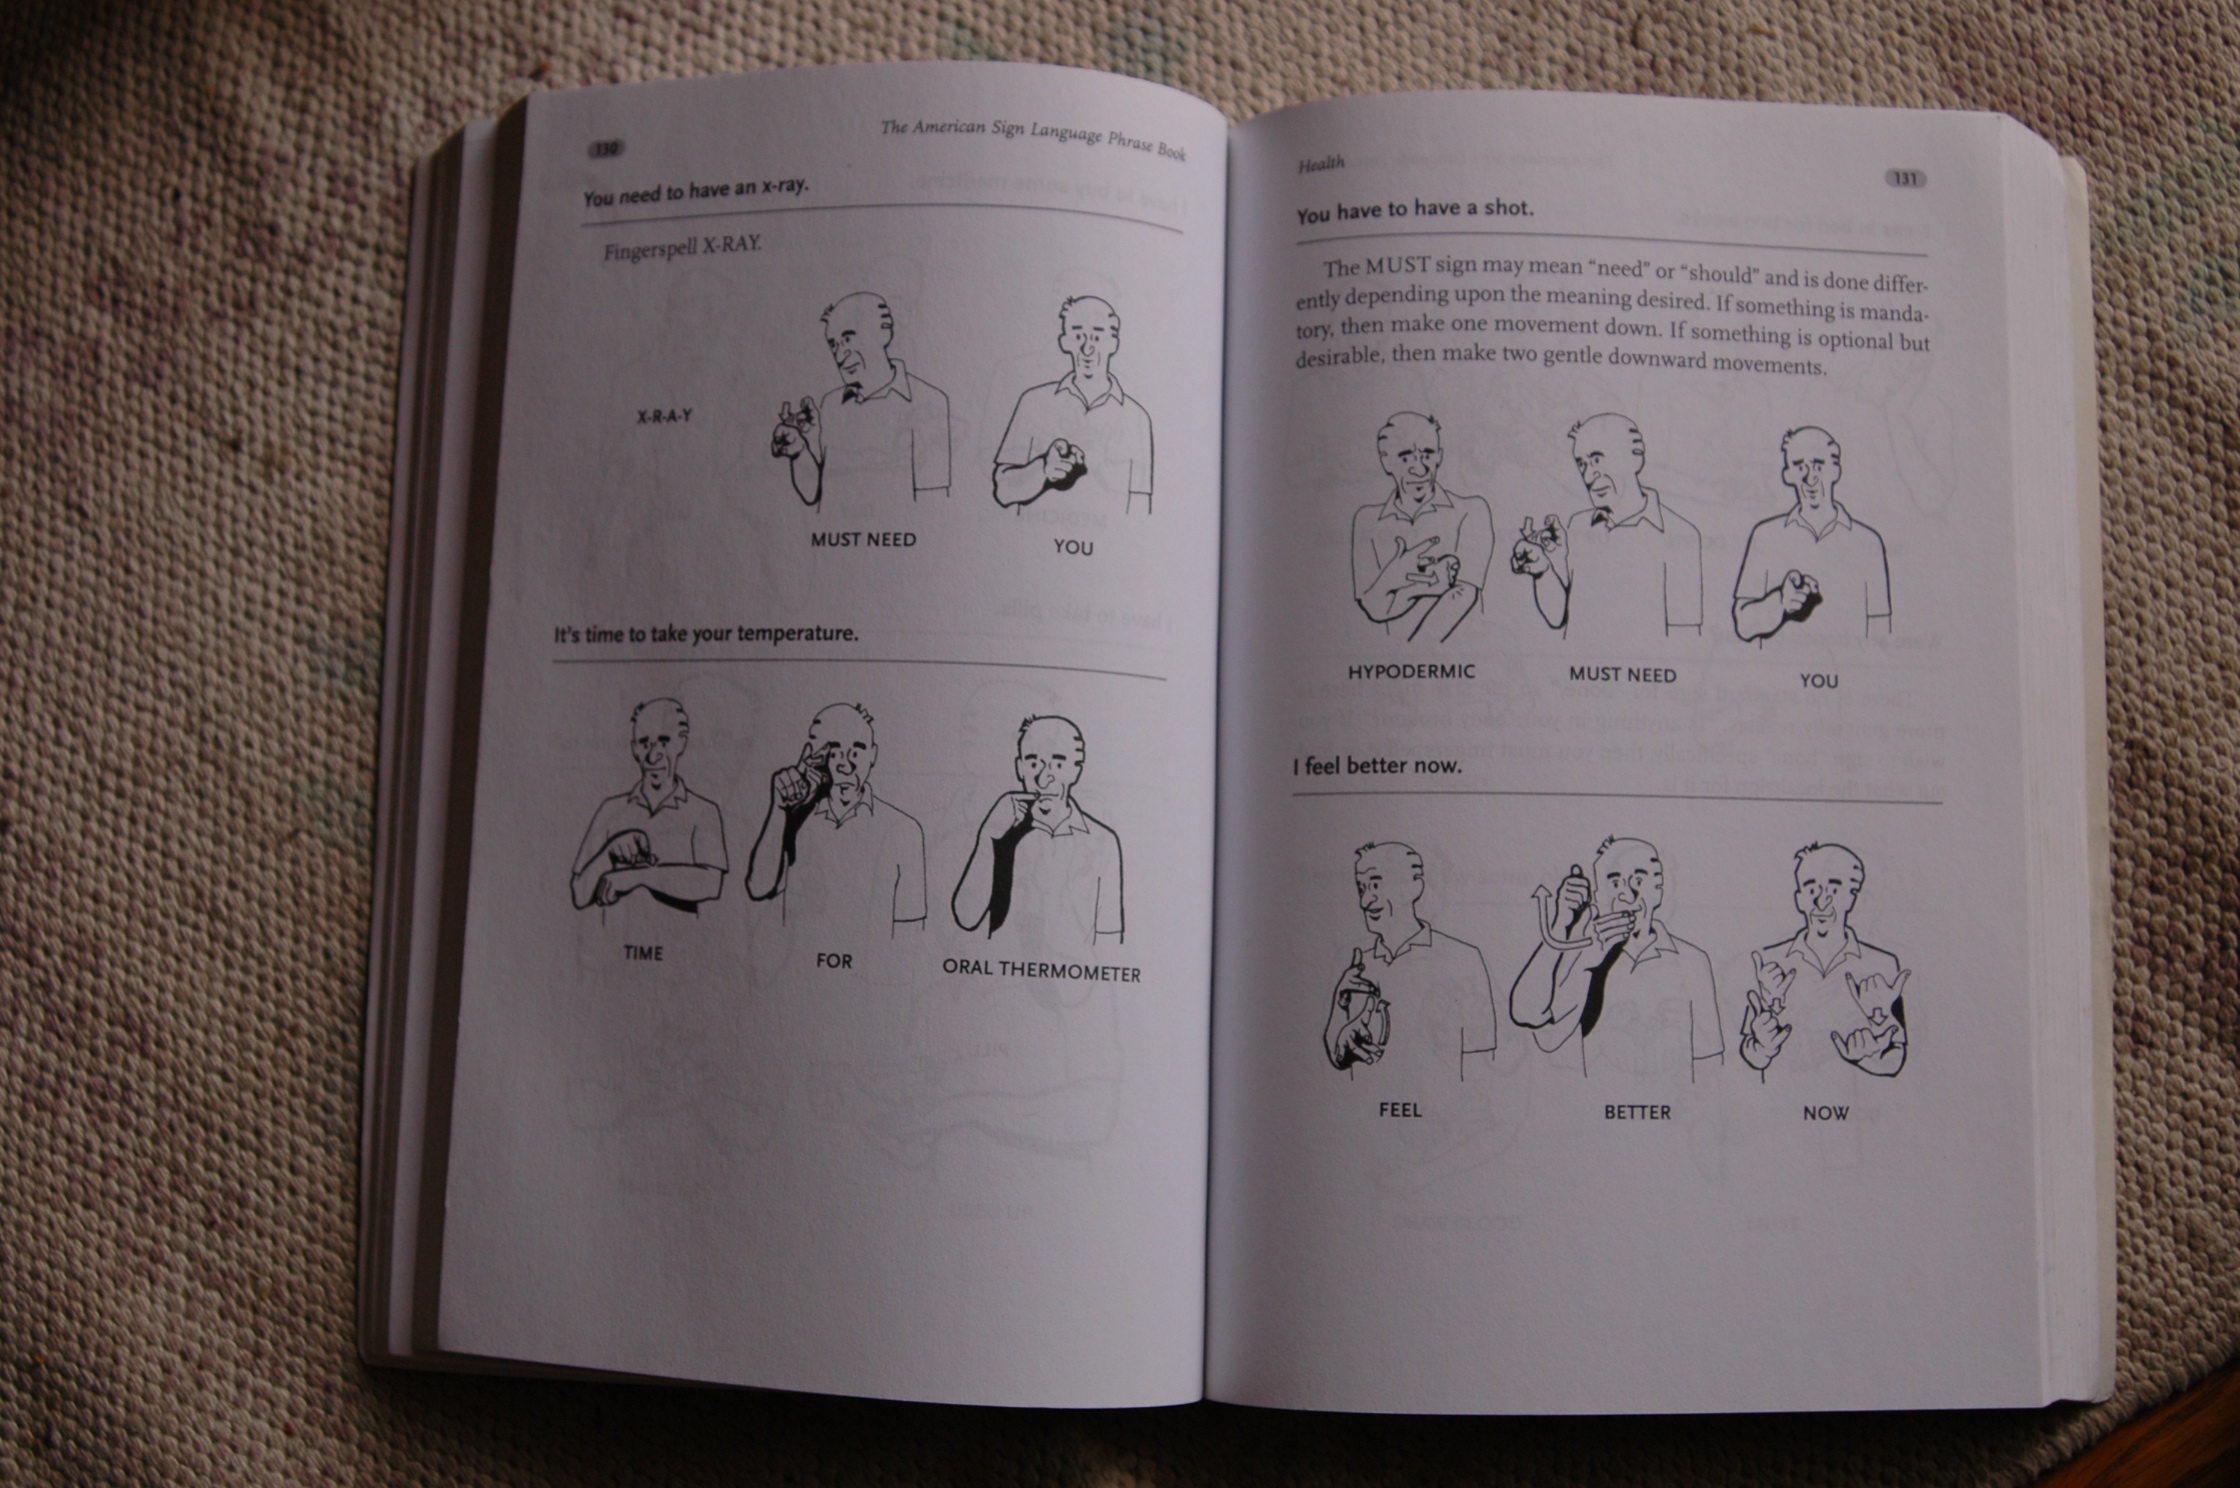 130
The American Sign Language Phrase Book
You need to have an x-ray.
Fingerspell X-RAY.
X-R-A-Y
MUST NEED
YOU
It's time to take your temperature.
TIME
FOR
ORAL THERMOMETER
Health
131
You have to have a shot.
The MUST sign may mean "need" or "should" and is done differ-
ently depending upon the meaning desired. If something is manda-
tory, then make one movement down. If something is optional but
desirable, then make two gentle downward movements.
HYPODERMIC
MUST NEED
YOU
I feel better now.
FEEL
BETTER
NOW